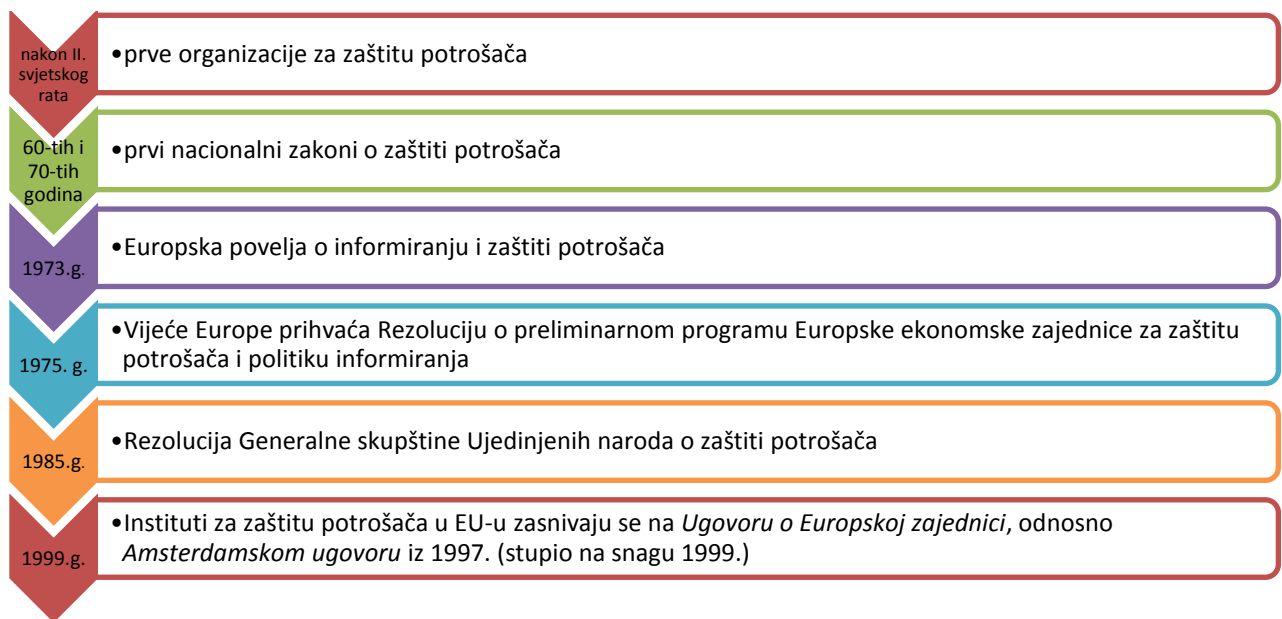 nakon II.
svjetskog
rata
•prve organizacije za zaštitu potrošača
60-tih i
70-tih
godina
•prvi nacionalni zakoni o zaštiti potrošača
1973.g.
•Europska povelja o informiranju i zaštiti potrošača
1975. g.
•Vijeće Europe prihvaća Rezoluciju o preliminarnom programu Europske ekonomske zajednice za zaštitu
potrošača i politiku informiranja
1985.g.
•Rezolucija Generalne skupštine Ujedinjenih naroda o zaštiti potrošača
1999.g.
•Instituti za zaštitu potrošača u EU-u zasnivaju se na Ugovoru o Europskoj zajednici, odnosno
Amsterdamskom ugovoru iz 1997. (stupio na snagu 1999.)